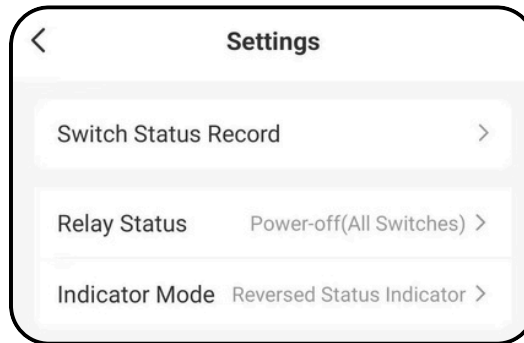 Settings
Switch Status Record
Relay Status Power-off(All Switches)
Indicator Mode Reversed Status Indicator